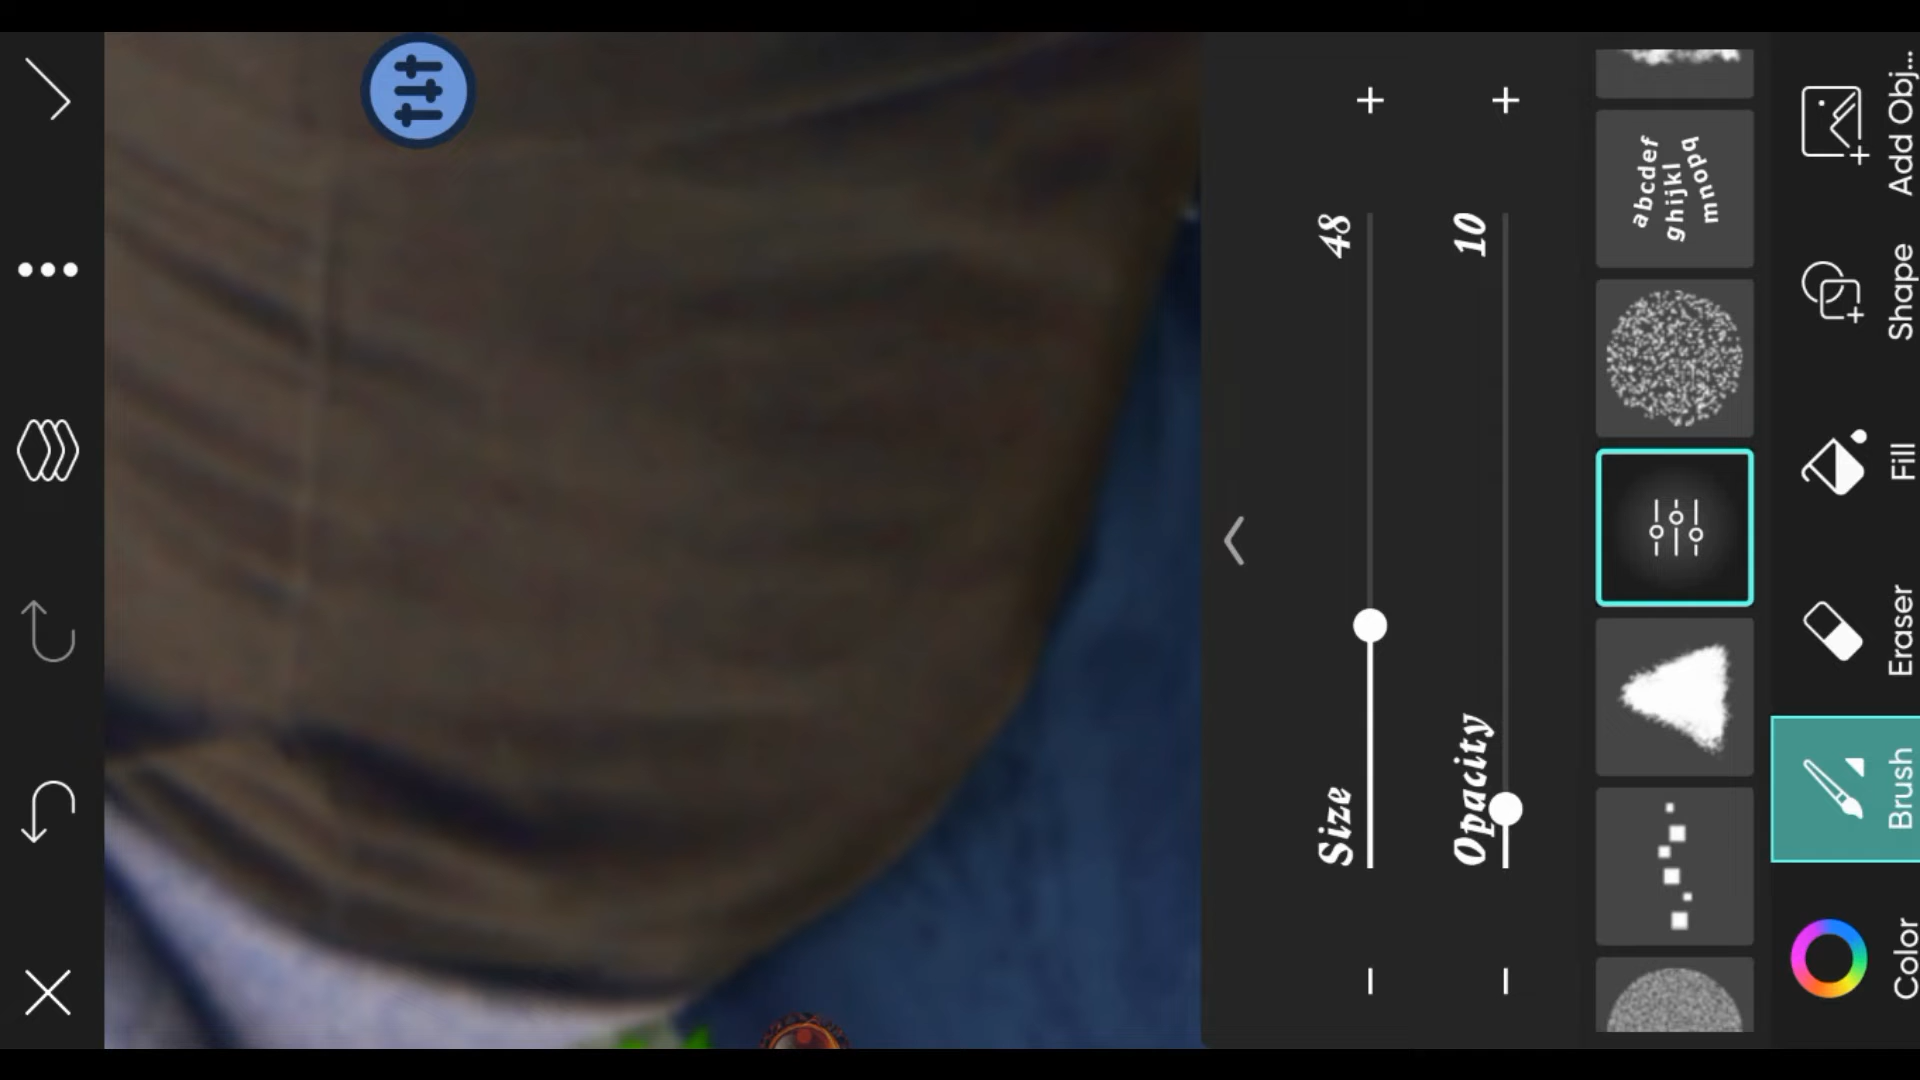 Size
48
Opacity
10
abcdef
ghijkl
mnopq
Color
Brush
Eraser
Fill
Shape
Add Obj...